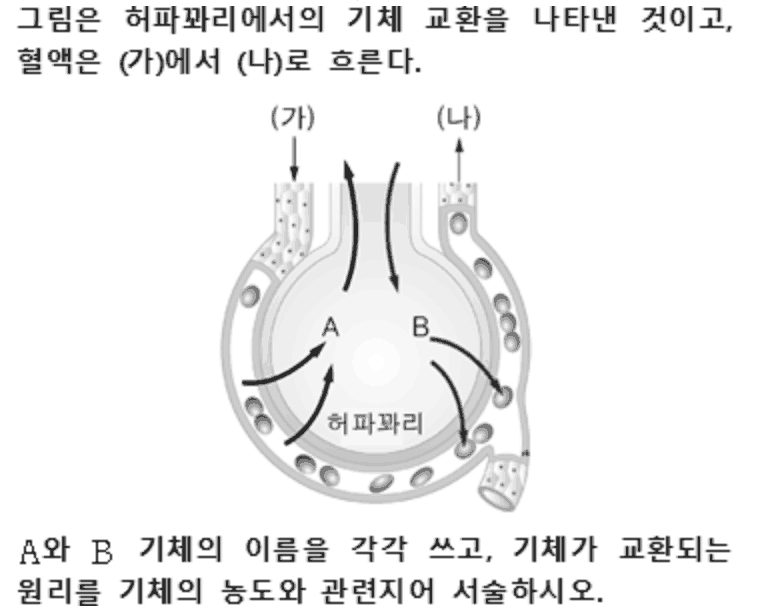 그림은 허파꽈리에서의 기체 교환을 나타낸 것이고,
혈액은 (가)에서 (나)로 흐른다.
(가) (나)
A B
허파꽈리
A와 B 기체의 이름을 각각 쓰고, 기체가 교환되는
원리를 기체의 농도와 관련지어 서술하시오.